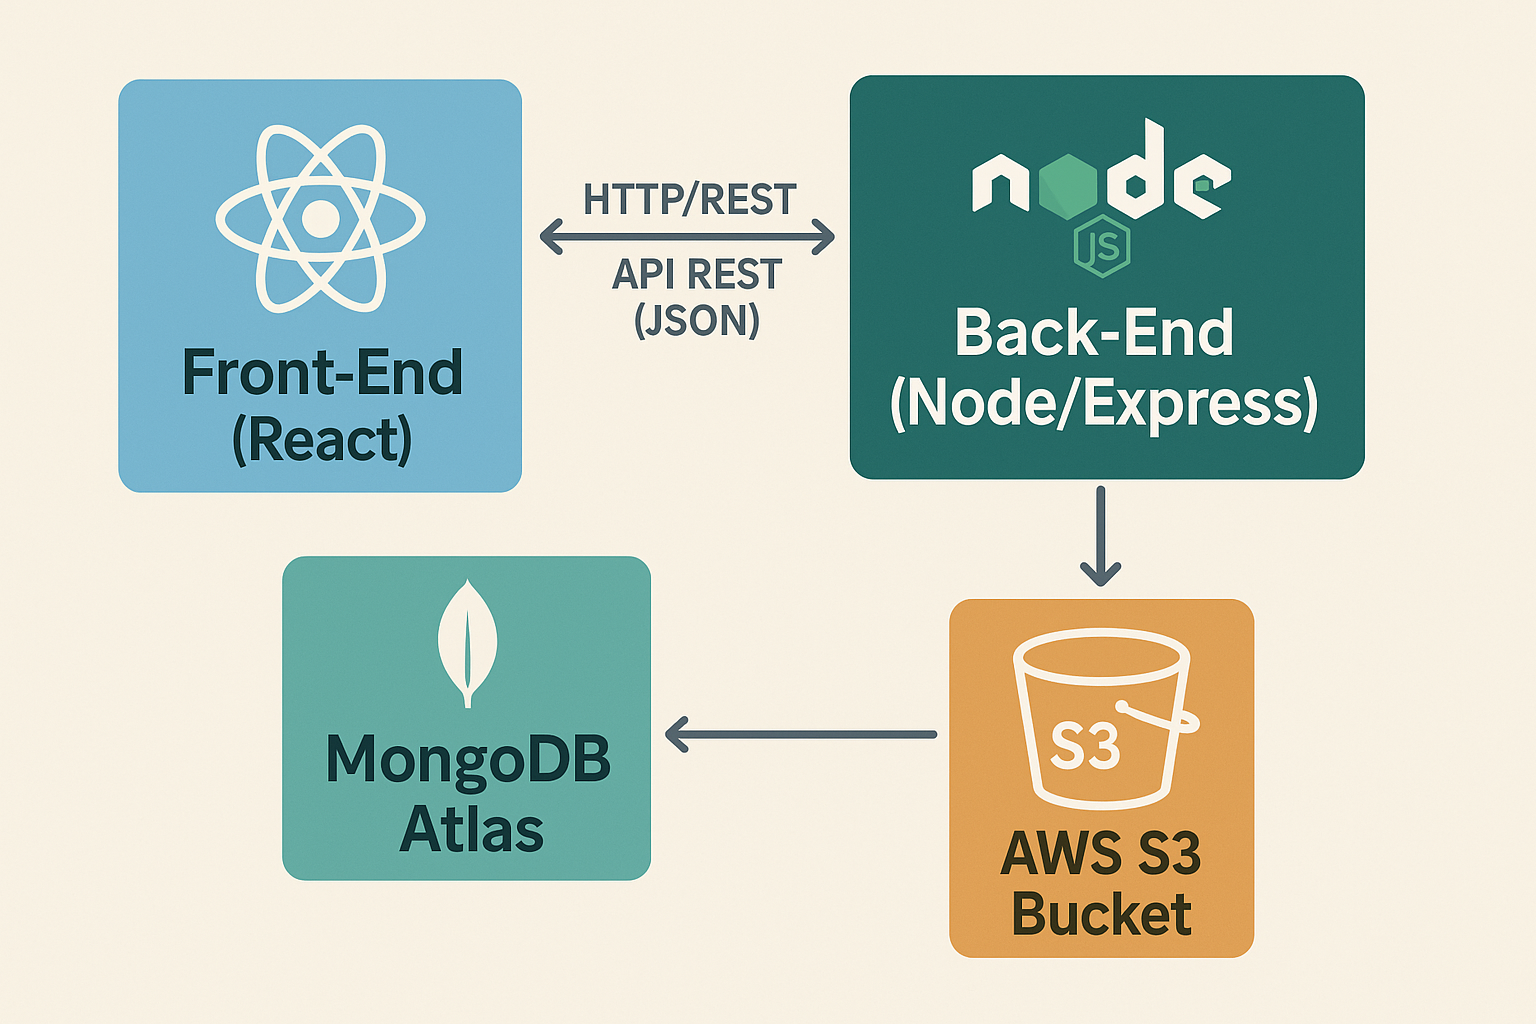 Front-End
(React)
HTTP/REST
API REST
(JSON)
node
JS
Back-End
(Node/Express)
MongoDB
Atlas
S3
AWS S3
Bucket